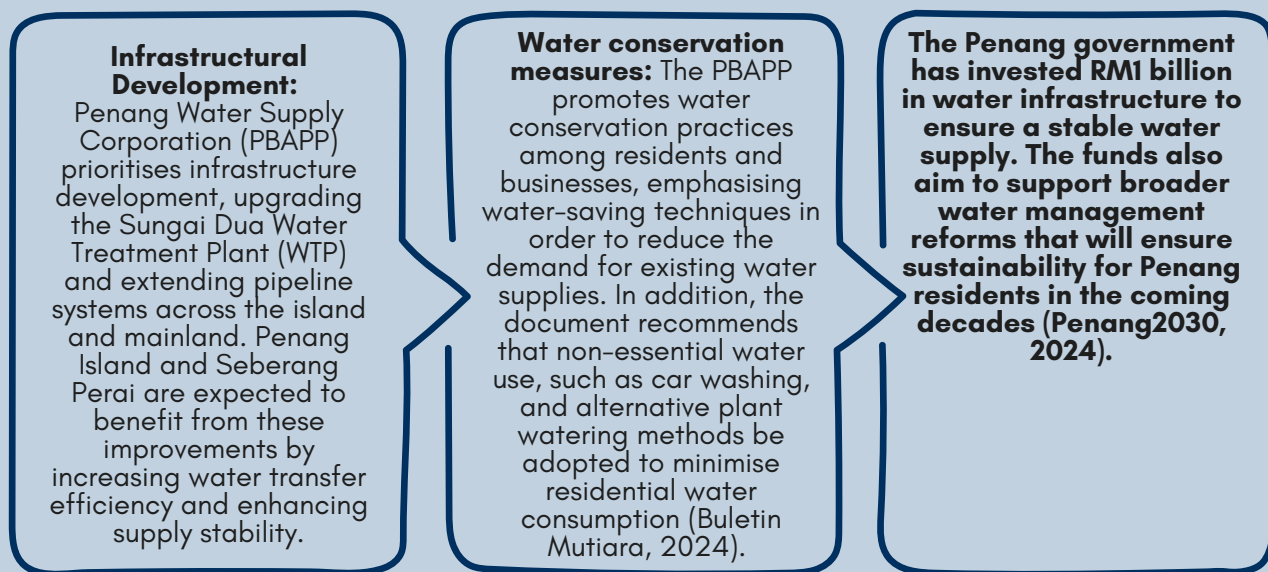 Infrastructural
Development:
Penang Water Supply
Corporation (PBAPP)
prioritises infrastructure
development, upgrading
the Sungai Dua Water
Treatment Plant (WTP)
and extending pipeline
systems across the island
and mainland. Penang
Island and Seberang
Perai are expected to
benefit from these
improvements by
increasing water transfer
efficiency and enhancing
supply stability.
Water conservation
measures: The PBAPP
promotes water
conservation practices
among residents and
businesses, emphasising
water-saving techniques in
order to reduce the
demand for existing water
supplies. In addition, the
document recommends
that non-essential water
use, such as car washing,
and alternative plant
watering methods be
adopted to minimise
residential water
consumption (Buletin
Mutiara, 2024).
The Penang government
has invested RM1 billion
in water infrastructure to
ensure a stable water
supply. The funds also
aim to support broader
water management
reforms that will ensure
sustainability for Penang
residents in the coming
decades (Penang2030,
2024).